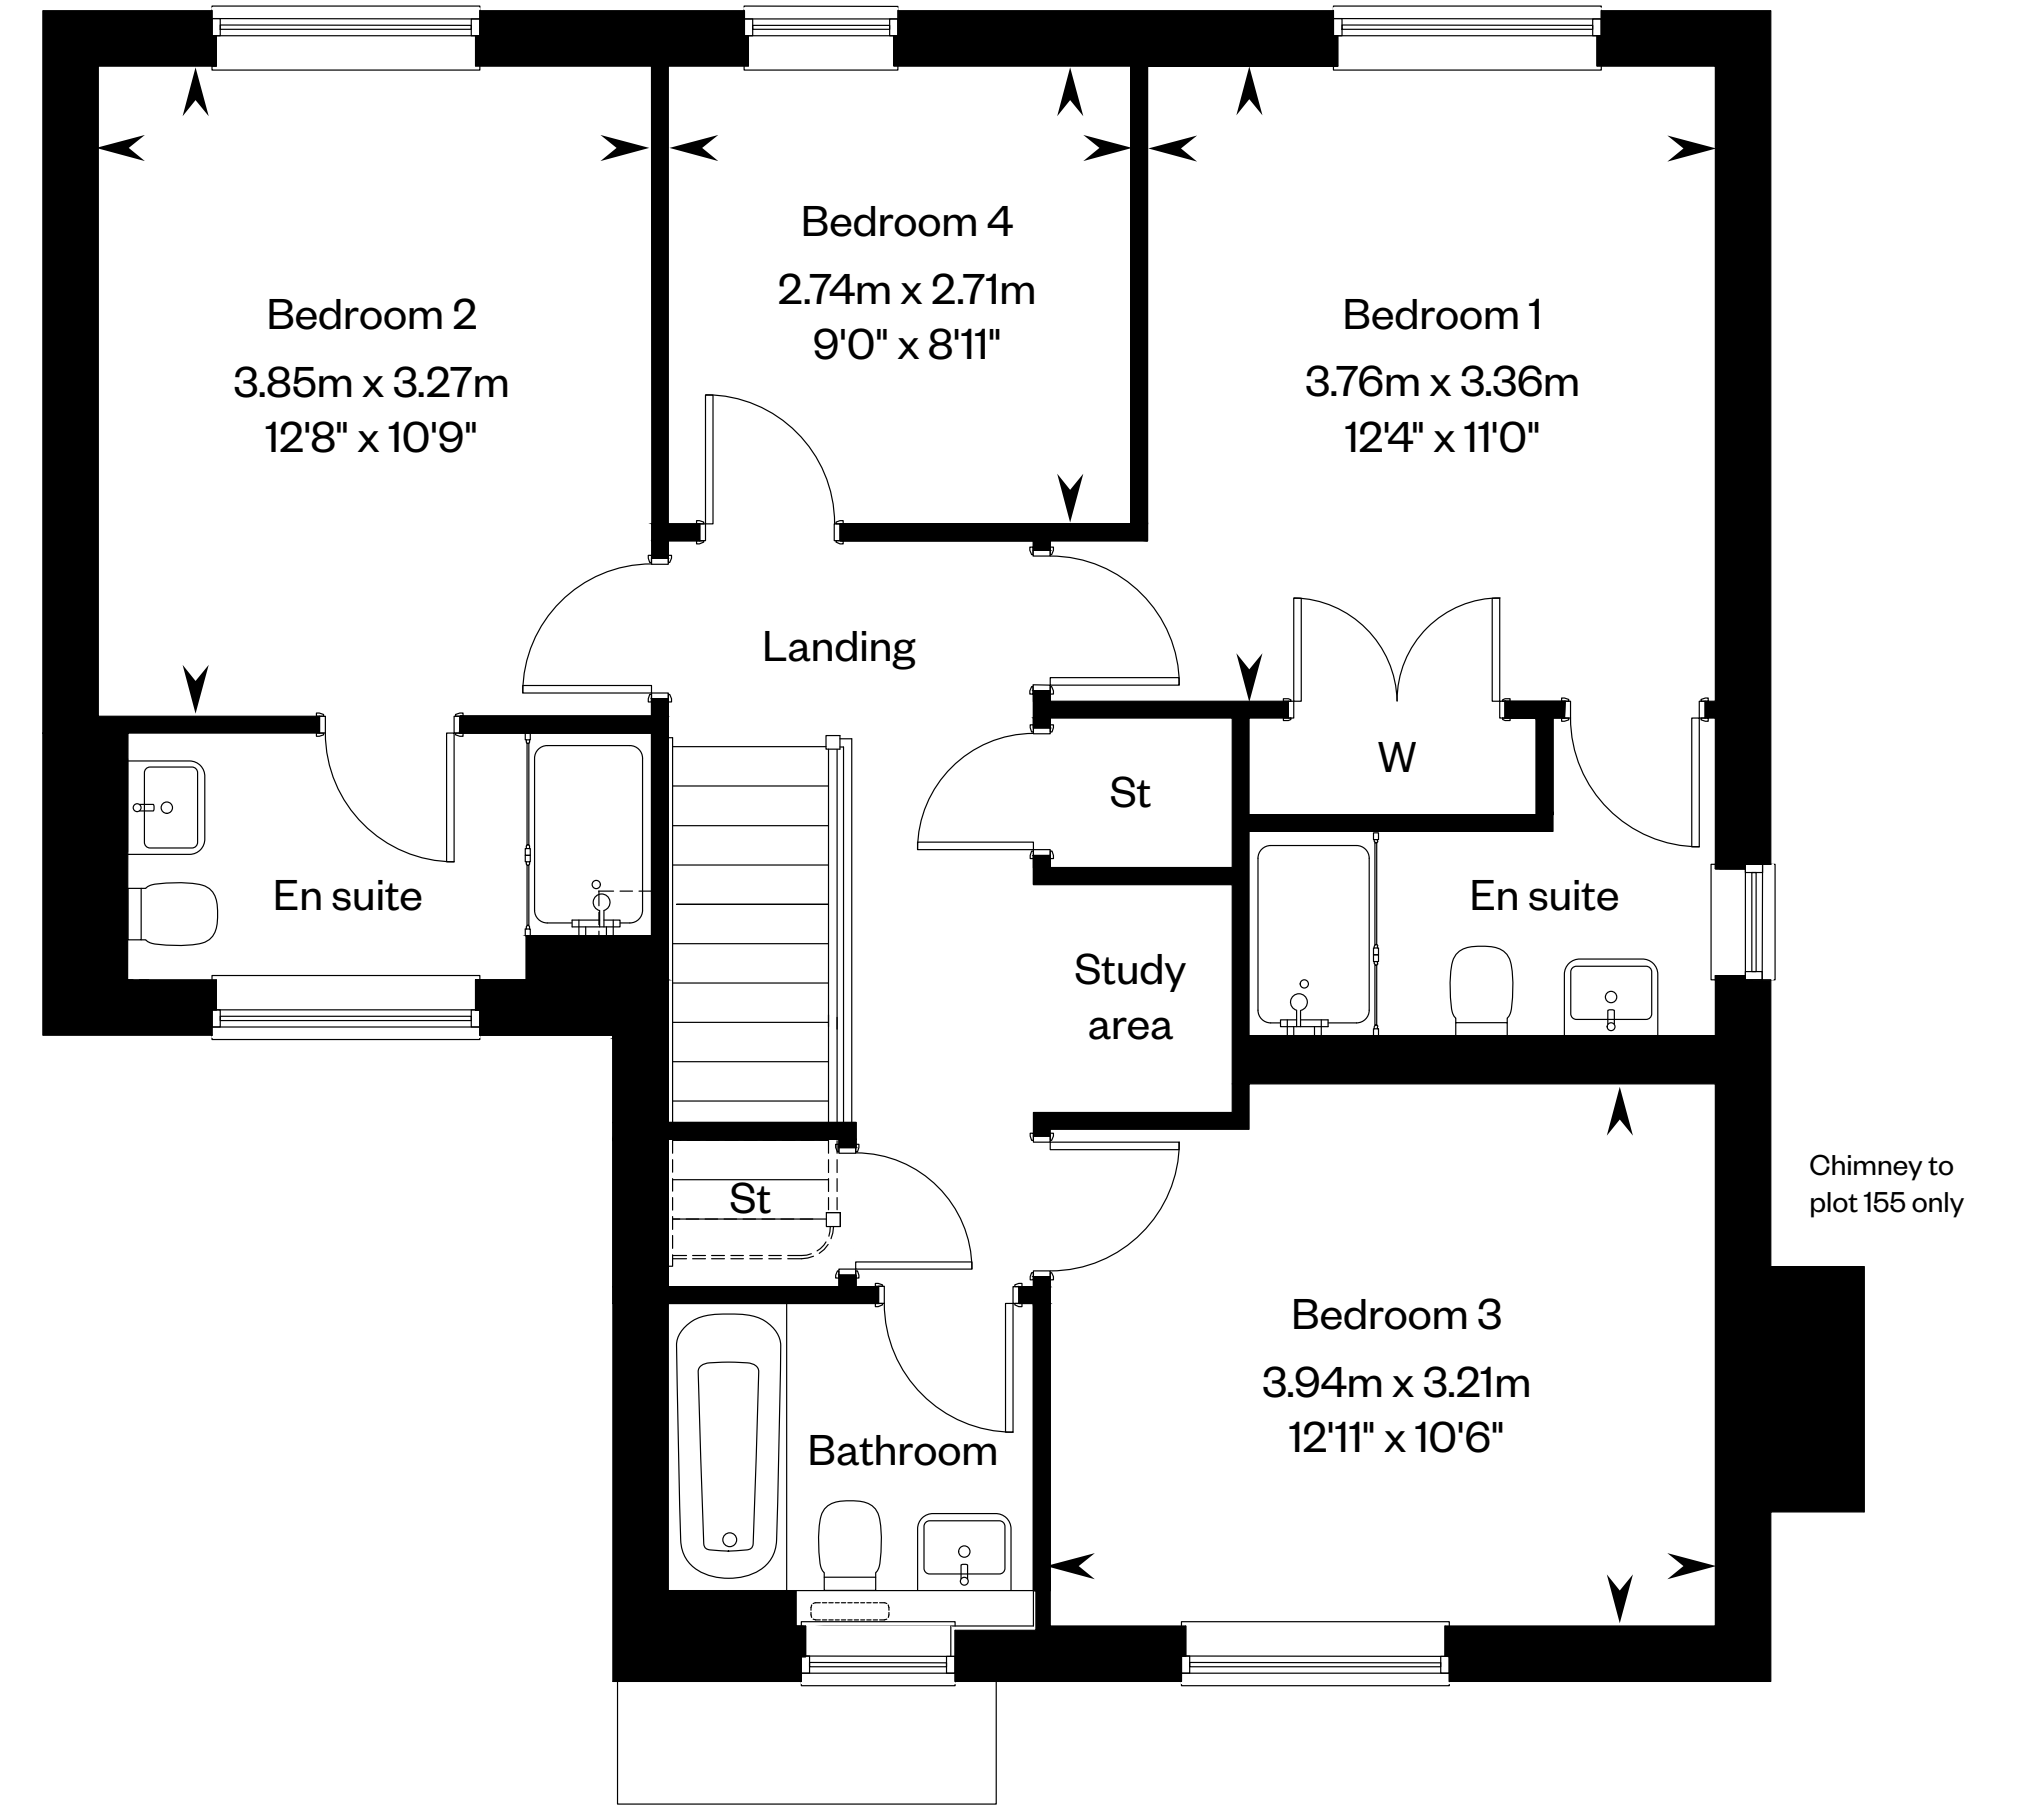 Bedroom 2
3.85m x 3.27m
12'8" x 10'9"
Bedroom 4
2.74m x 2.71m
9'0" x 8'11"
Bedroom 1
3.76m x 3.36m
12'4" x 11'0"
Landing
W
St
En suite
En suite
Study
area
St
Chimney to
plot 155 only
Bedroom 3
3.94m x 3.21m
12'11" x 10'6"
Bathroom